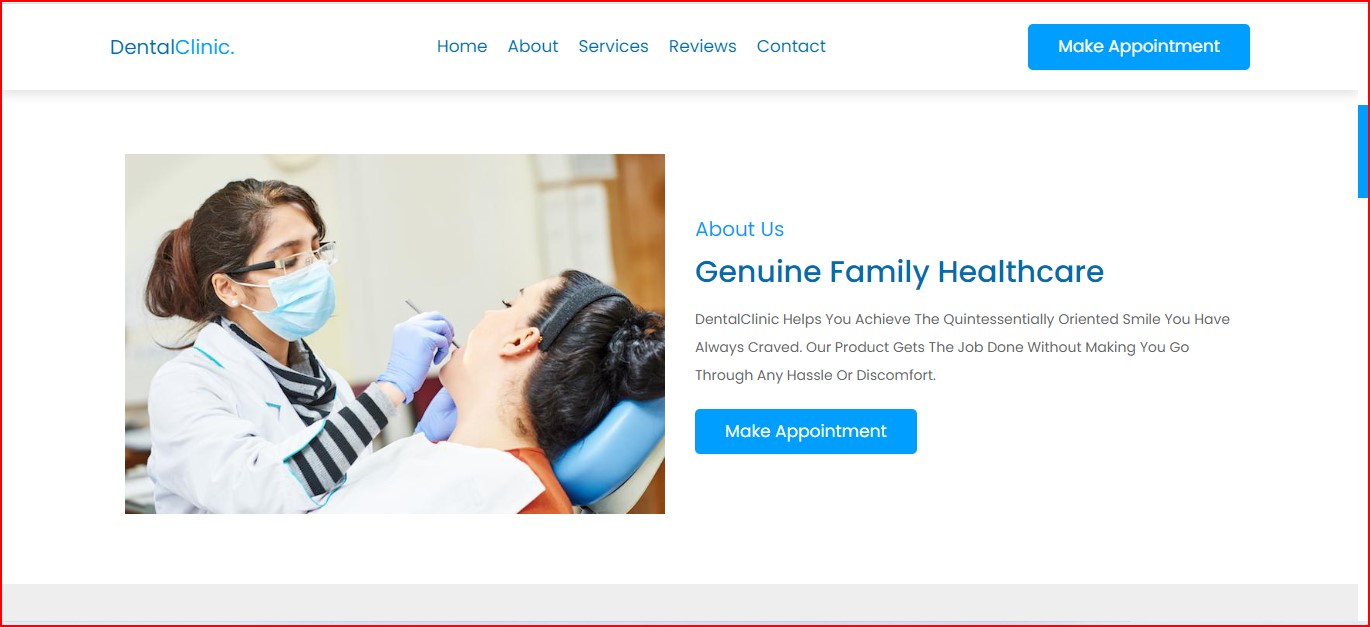 DentalClinic.
Home About Services Reviews Contact
Make Appointment
About Us
Genuine Family Healthcare
DentalClinic Helps You Achieve The Quintessentially Oriented Smile You Have
Always Craved. Our Product Gets The Job Done Without Making You Go
Through Any Hassle Or Discomfort.
Make Appointment